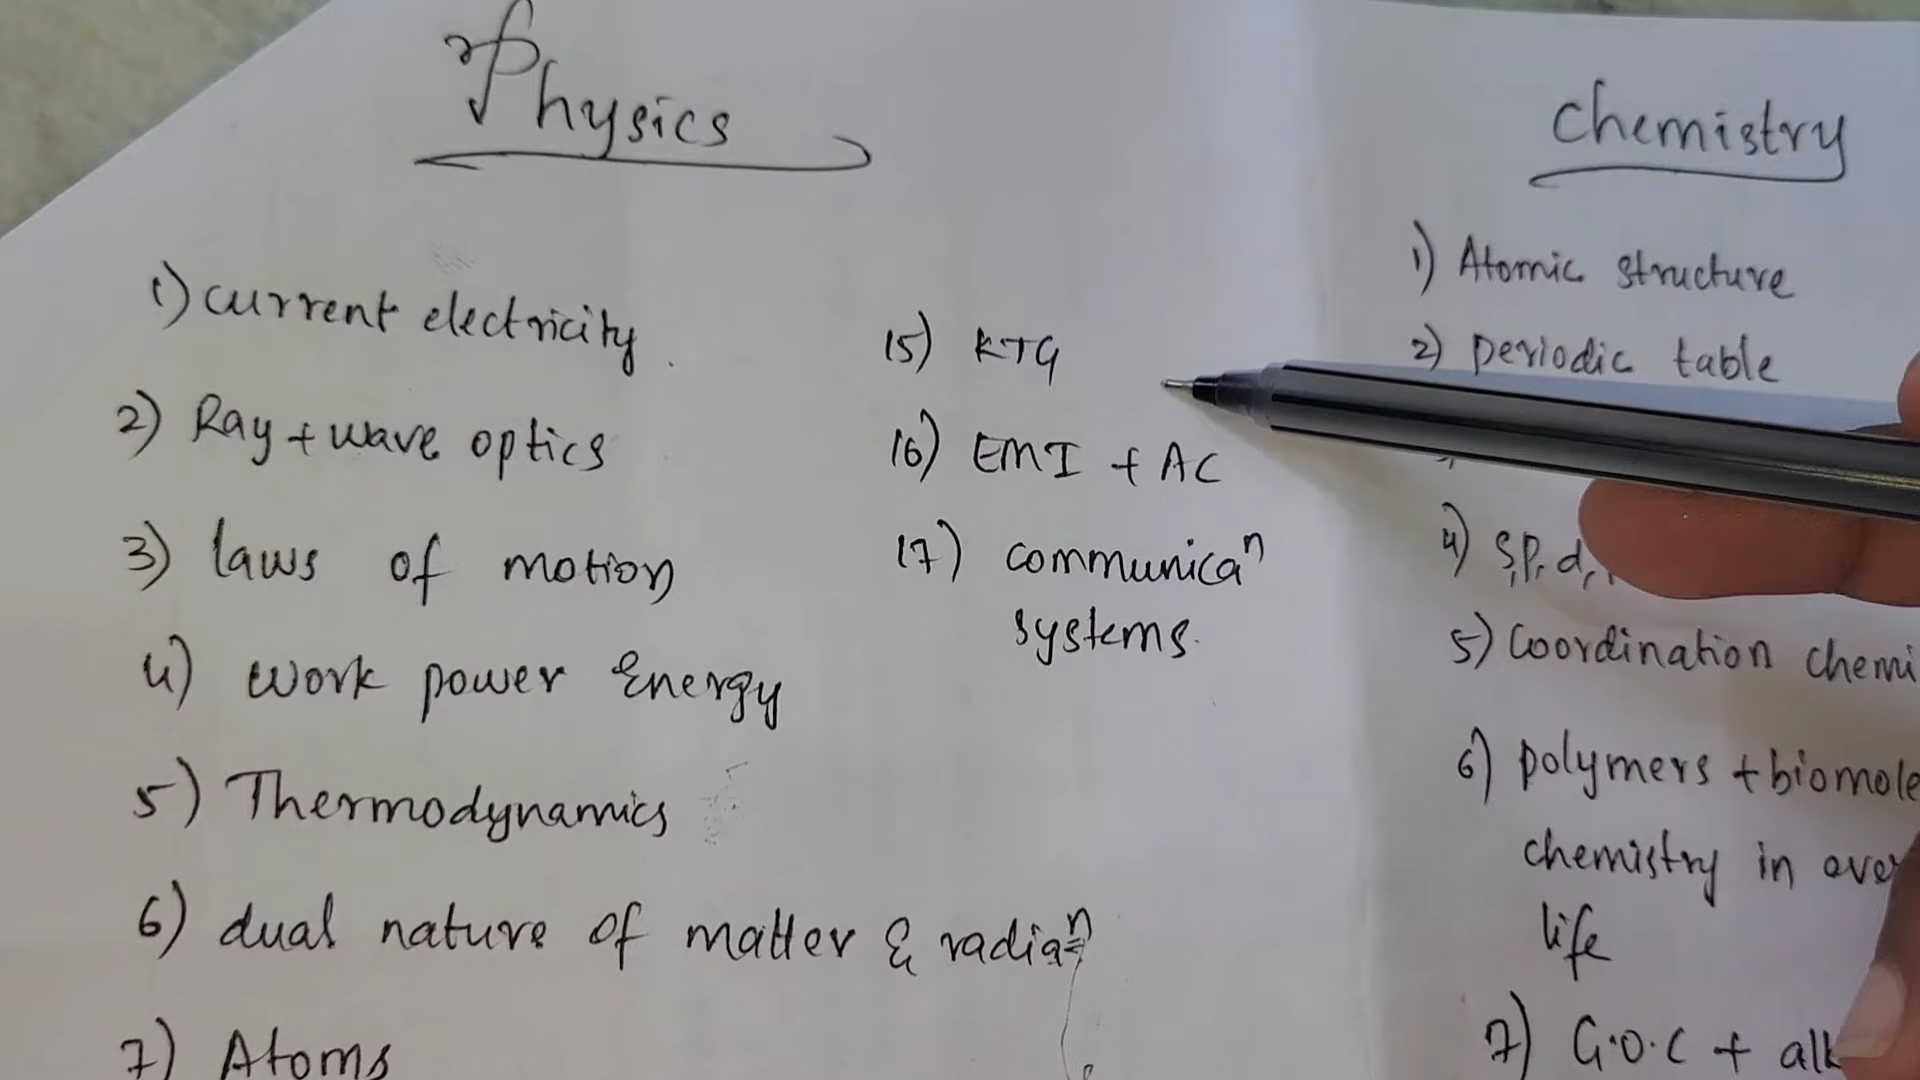 Physics
1) current electricity.
2) Ray + wave optics
3) laws of motion
4) work power Energy
5) Thermodynamics
6) dual nature of matter & radiaⁿ
7) Atoms
15) KTG
16) EMI + AC
17) communicaⁿ
systems.
chemistry
1) Atomic structure
2) periodic table
4) s, p, d,
5) Coordination chemi
6) polymers + biomole
chemistry in
life
7) G.O.C +